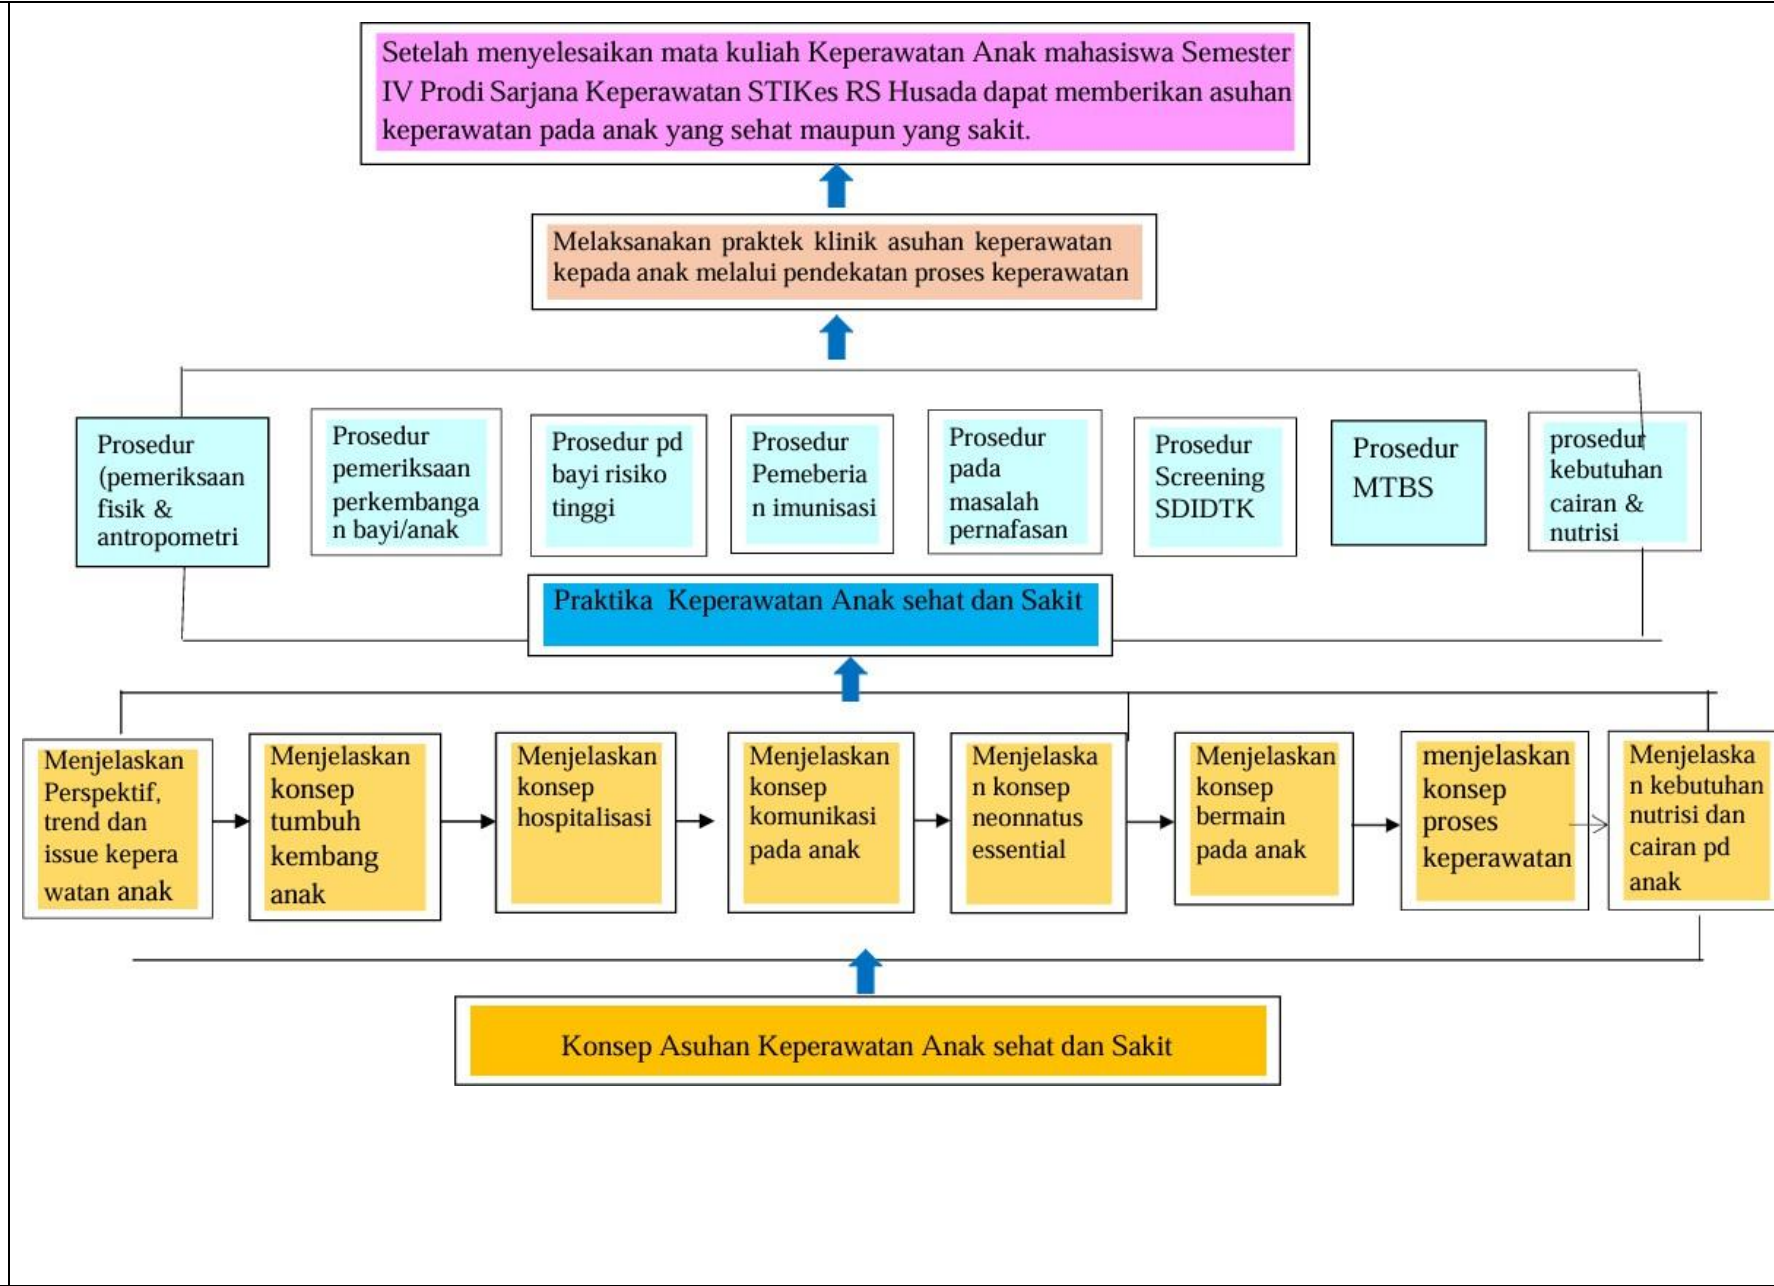 Setelah menyelesaikan mata kuliah Keperawatan Anak mahasiswa Semester
IV Prodi Sarjana Keperawatan STIKes RS Husada dapat memberikan asuhan
keperawatan pada anak yang sehat maupun yang sakit.
Melaksanakan praktek klinik asuhan keperawatan
kepada anak melalui pendekatan proses keperawatan
Prosedur
(pemeriksaan
fisik &
antropometri
Prosedur
pemeriksaan
perkembanga
n bayi/anak
Prosedur pd
bayi risiko
tinggi
Prosedur
Pemeberia
n imunisasi
Prosedur
pada
masalah
pernafasan
Prosedur
Screening
SDIDTK
Prosedur
MTBS
prosedur
kebutuhan
cairan &
nutrisi
Praktika Keperawatan Anak sehat dan Sakit
Menjelaskan
Perspektif,
trend dan
issue kepera
watan anak
Menjelaskan
konsep
tumbuh
kembang
anak
Menjelaskan
konsep
hospitalisasi
Menjelaskan
konsep
komunikasi
pada anak
Menjelaska
n konsep
neonnatus
essential
Menjelaskan
konsep
bermain
pada anak
menjelaskan
konsep
proses
keperawatan
Menjelaska
n kebutuhan
nutrisi dan
cairan pd
anak
Konsep Asuhan Keperawatan Anak sehat dan Sakit